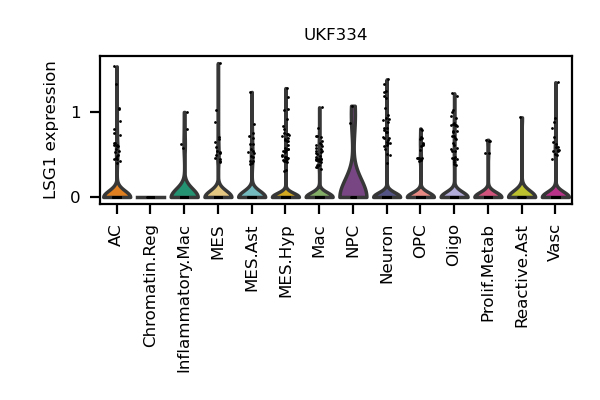 UKF334
LSG1 expression
1
0
AC
Chromatin.Reg
Inflammatory.Mac
MES
MES.Ast
MES.Hyp
Mac
NPC
Neuron
OPC
Oligo
Prolif.Metab
Reactive.Ast
Vasc